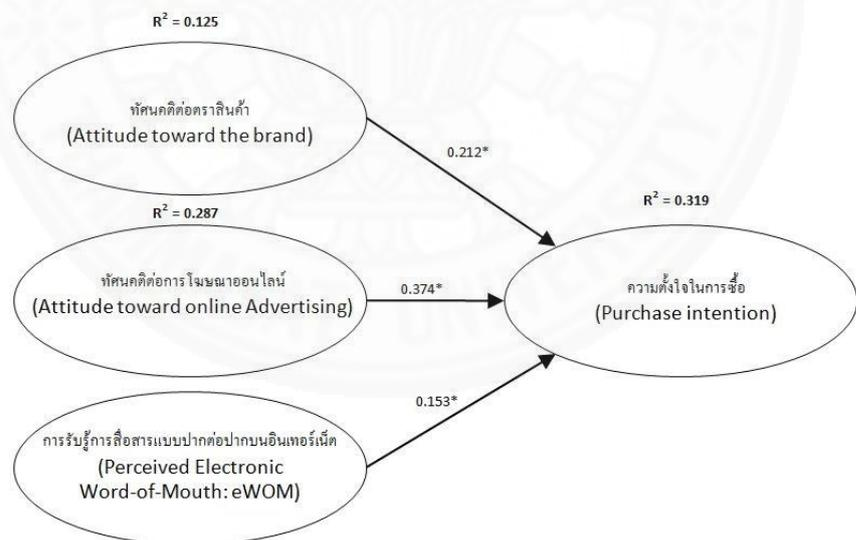 R² = 0.125
ทัศนคติต่อตราสินค้า
(Attitude toward the brand)
0.212*
R² = 0.287
R² = 0.319
ทัศนคติต่อการโฆษณาออนไลน์
(Attitude toward online Advertising)
0.374*
ความตั้งใจในการซื้อ
(Purchase intention)
0.153*
การรับรู้การสื่อสารแบบปากต่อปากบนอินเทอร์เน็ต
(Perceived Electronic
Word-of-Mouth: eWOM)